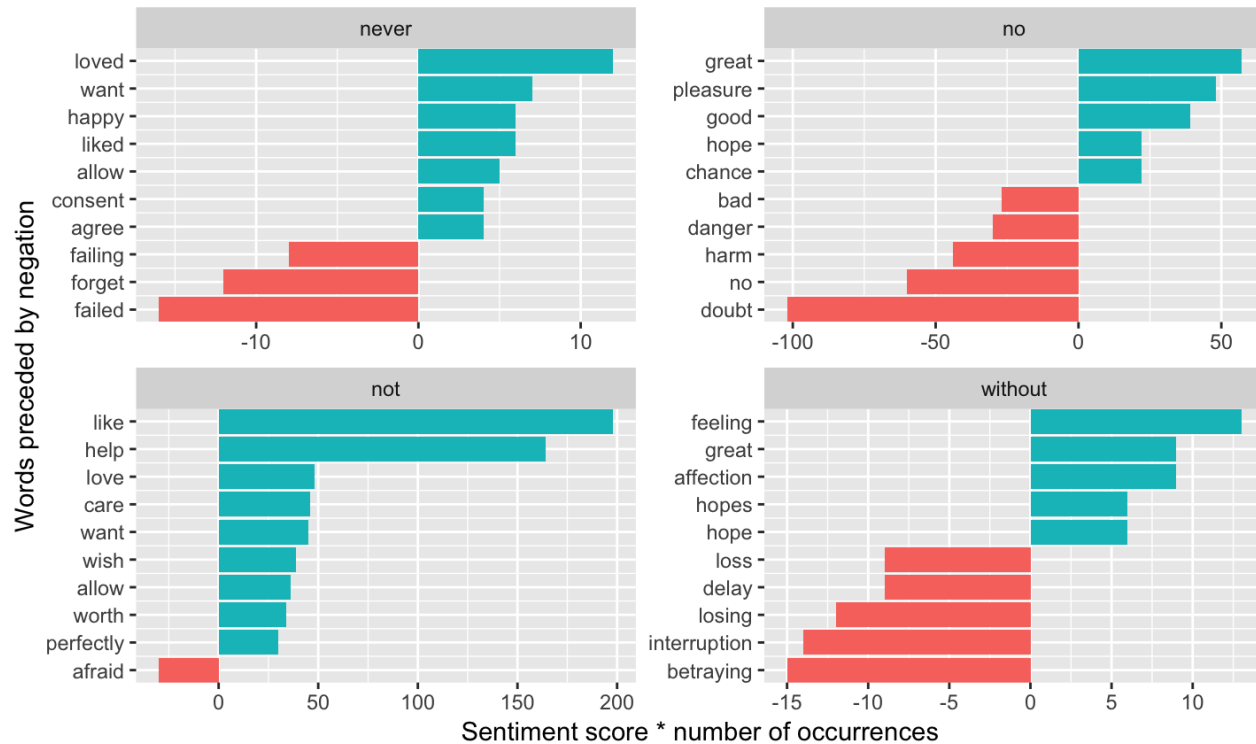 never
loved
want
happy
liked
allow
consent
agree
failing
forget
failed
-10 0 10
no
great
pleasure
good
hope
chance
bad
danger
harm
no
doubt
-100 -50 0 50
not
like
help
love
care
want
wish
allow
worth
perfectly
afraid
0 50 100 150 200
without
feeling
great
affection
hopes
hope
loss
delay
losing
interruption
betraying
-15 -10 -5 0 5 10
Words preceded by negation
Sentiment score * number of occurrences